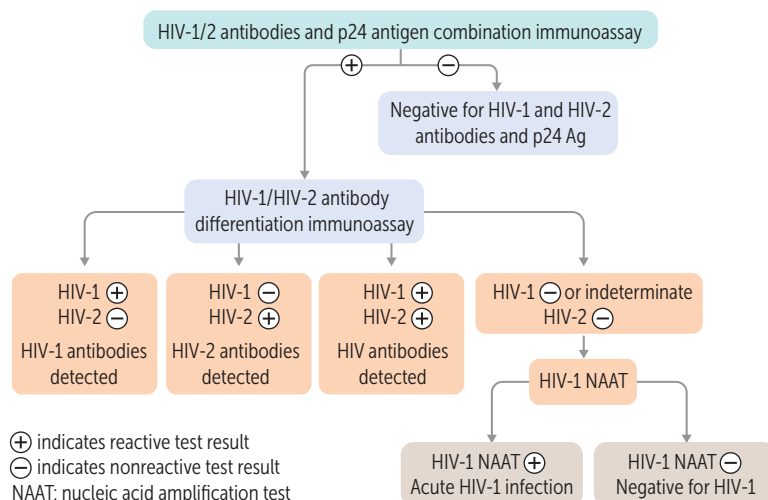 HIV-1/2 antibodies and p24 antigen combination immunoassay
⊕
⊖
Negative for HIV-1 and HIV-2
antibodies and p24 Ag
HIV-1/HIV-2 antibody
differentiation immunoassay
HIV-1 ⊕
HIV-2 ⊖
HIV-1 antibodies
detected
HIV-1 ⊖
HIV-2 ⊕
HIV-2 antibodies
detected
HIV-1 ⊕
HIV-2 ⊕
HIV antibodies
detected
HIV-1 ⊖ or indeterminate
HIV-2 ⊖
HIV-1 NAAT
HIV-1 NAAT ⊕
Acute HIV-1 infection
HIV-1 NAAT ⊖
Negative for HIV-1
⊕ indicates reactive test result
⊖ indicates nonreactive test result
NAAT: nucleic acid amplification test